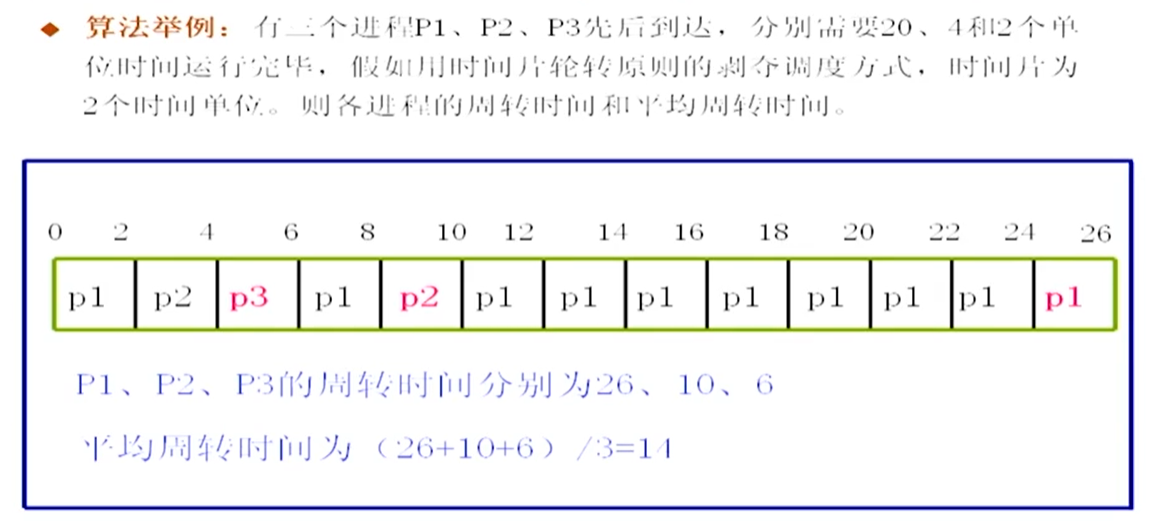 ◆ 算法举例：有三个进程P1、P2、P3先后到达，分别需要20、4和2个单
位时间运行完毕，假如用时间片轮转原则的剥夺调度方式，时间片为
2个时间单位。则各进程的周转时间和平均周转时间。
0 2 4 6 8 10 12 14 16 18 20 22 24 26
p1 p2 p3 p1 p2 p1 p1 p1 p1 p1 p1 p1 p1
P1、P2、P3的周转时间分别为26、10、6
平均周转时间为（26+10+6）/3=14